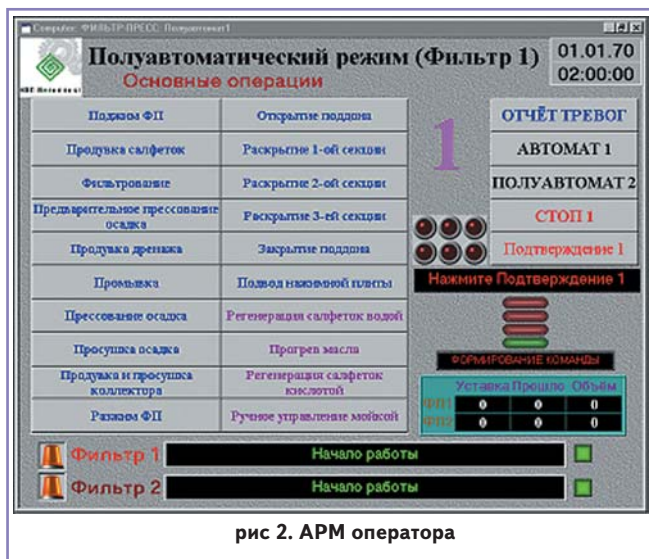 Computer: ФИЛЬТР-ПРЕСС: Полуавтомат1
Полуавтоматический режим (Фильтр 1)
Основные операции
01.01.70
02:00:00
Поджим ФП
Продувка салфеток
Фильтрование
Предварительное прессование
осадка
Продувка дренажа
Промывка
Прессование осадка
Просушка осадка
Продувка и просушка
коллектора
Разжим ФП
Открытие поддона
Раскрытие 1-ой секции
Раскрытие 2-ой секции
Раскрытие 3-ей секции
Закрытие поддона
Подвод нажимной плиты
Регенерация салфеток водой
Прогрев масла
Регенерация салфеток
кислотой
Ручное управление мойкой
1
ОТЧЁТ ТРЕВОГ
АВТОМАТ 1
ПОЛУАВТОМАТ 2
СТОП 1
Подтверждение 1
Нажмите Подтверждение 1
ФОРМИРОВАНИЕ КОМАНДЫ
Уставка Прошло Объём
ФП1 0 0 0
ФП2 0 0 0
Фильтр 1 Начало работы
Фильтр 2 Начало работы
рис 2. АРМ оператора